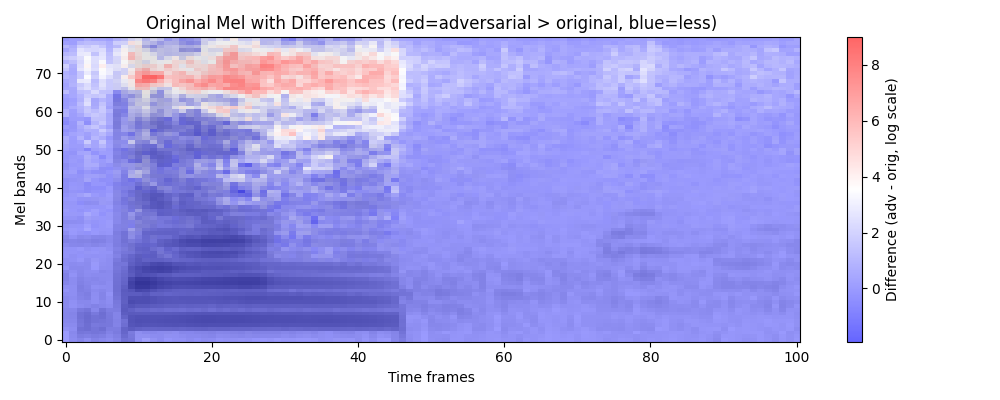 Original Mel with Differences (red=adversarial > original, blue=less)
Mel bands
70
60
50
40
30
20
10
0
0 20 40 60 80 100
Time frames
8
6
4
2
0
Difference (adv - orig, log scale)